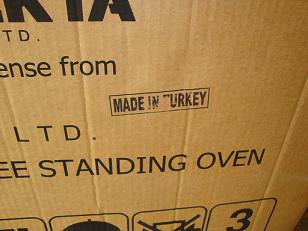 LTD.
ense from
MADE IN TURKEY
LTD.
EE STANDING OVEN
3